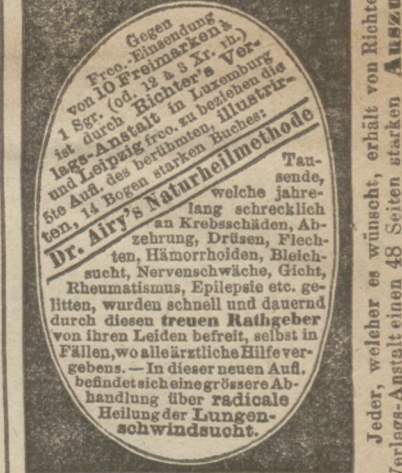 Gegen
Frco.-Einsendung
von 10 Freimarken à
1 Sgr. (od. 12 à 3 Xr. rh.)
ist durch Richter's Ver-
lags-Anstalt in Luxemburg
und Leipzig frco. zu beziehen die
5te Aufl. des berühmten, illustrir-
ten, 14 Bogen starken Buches:
Dr. Airy's Naturheilmethode
Tau-
sende,
welche jahre-
lang schrecklich
an Krebsschäden, Ab-
zehrung, Drüsen, Flech-
ten, Hämorrhoiden, Bleich-
sucht, Nervenschwäche, Gicht,
Rheumatismus, Epilepsie etc. ge-
litten, wurden schnell und dauernd
durch diesen treuen Rathgeber
von ihren Leiden befreit, selbst in
Fällen, wo alle ärztliche Hilfe ver-
gebens. — In dieser neuen Aufl.
befindet sich eine grössere Ab-
handlung über radicale
Heilung der Lungen-
schwindsucht.
Jeder, welcher es wünscht, erhält von Richte
Verlags-Anstalt einen 48 Seiten starken Auszu